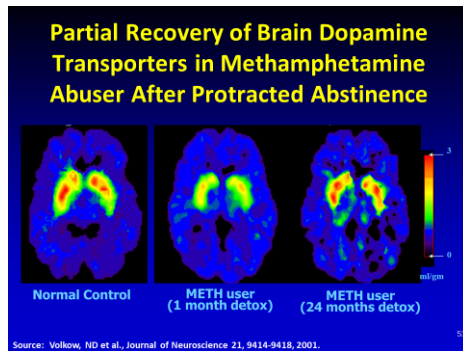 Partial Recovery of Brain Dopamine
Transporters in Methamphetamine
Abuser After Protracted Abstinence
3
0
ml/gm
Normal Control
METH user
(1 month detox)
METH user
(24 months detox)
Source: Volkow, ND et al., Journal of Neuroscience 21, 9414-9418, 2001.